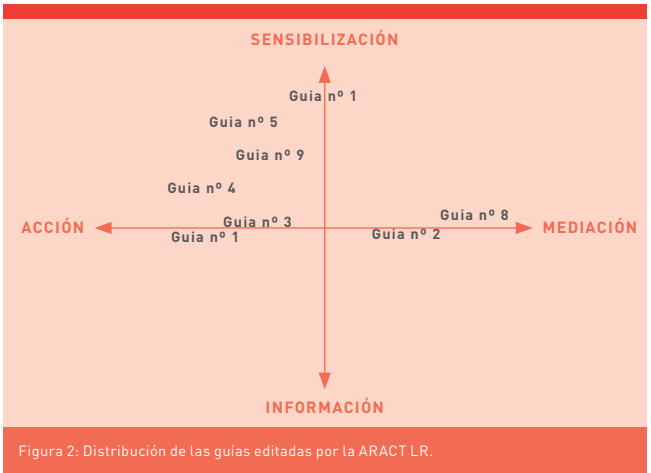 SENSIBILIZACIÓN
Guia nº 1
Guia nº 5
Guia nº 9
Guia nº 4
Guia nº 3
Guia nº 8
ACCIÓN
Guia nº 1
Guia nº 2
MEDIACIÓN
INFORMACIÓN
Figura 2: Distribución de las guías editadas por la ARACT LR.